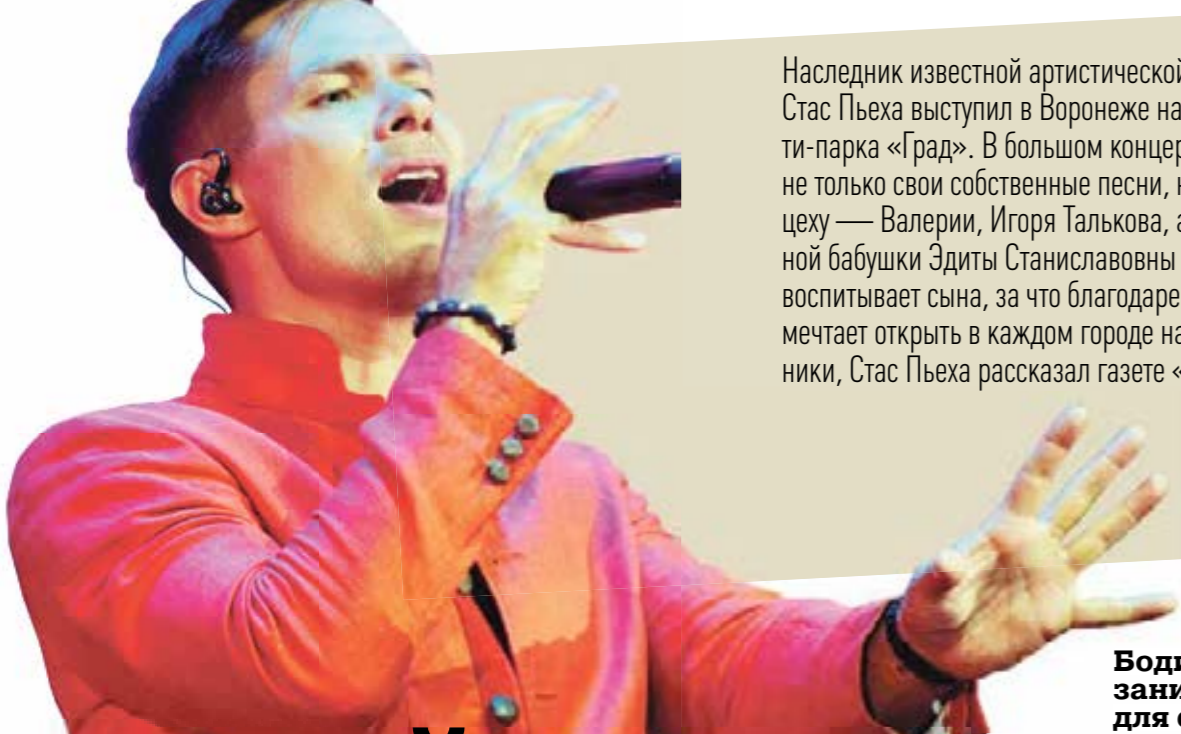 Наследник известной артистической
Стас Пьеха выступил в Воронеже на
ти-парка «Град». В большом концер
не только свои собственные песни, н
цеху — Валерии, Игоря Талькова, а
ной бабушки Эдиты Станиславовны
воспитывает сына, за что благодаре
мечтает открыть в каждом городе на
ники, Стас Пьеха рассказал газете «
Боди
зани
для с